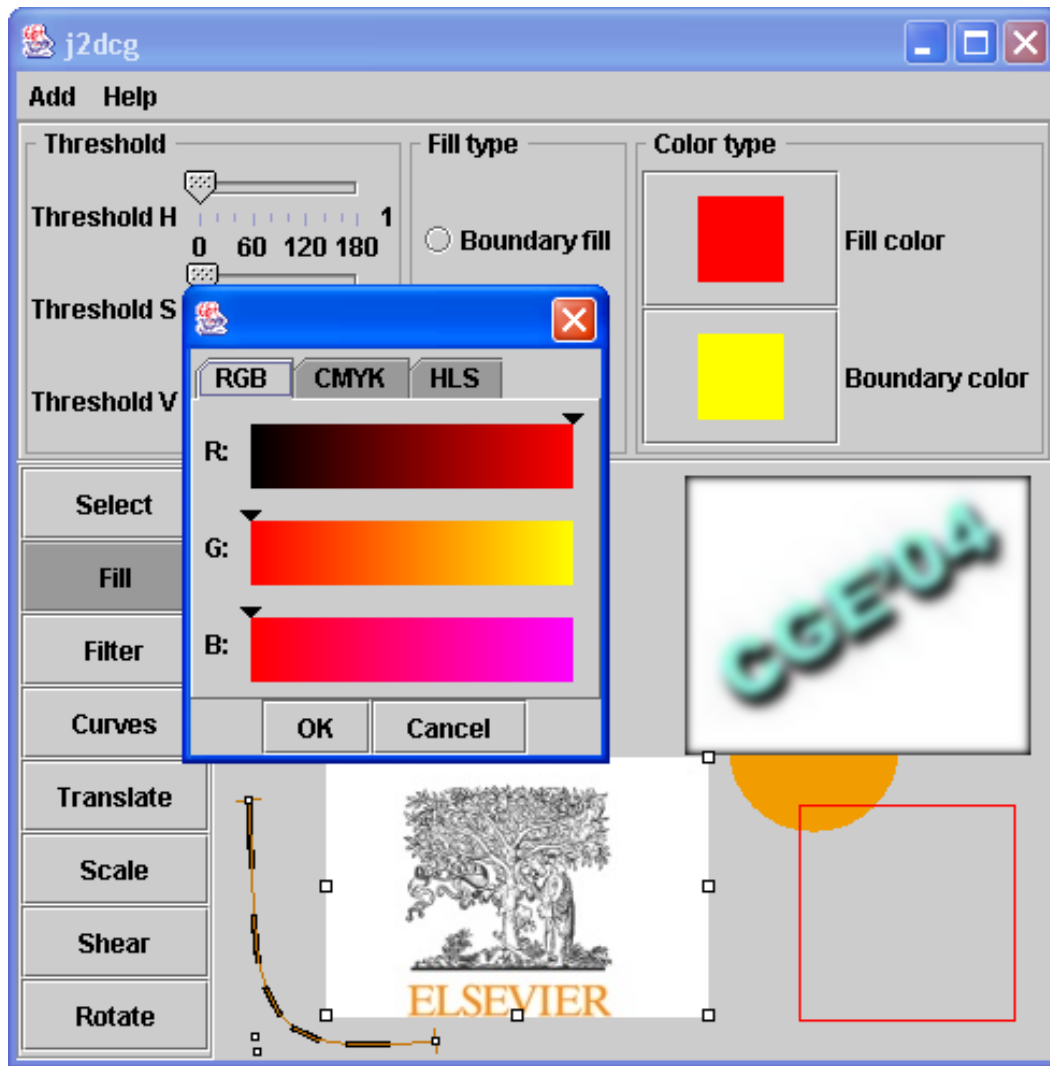 j2dcg
Add Help
Threshold
Threshold H
1
0 60 120 180
Threshold S
Threshold V
Fill type
Boundary fill
Color type
Fill color
Boundary color
RGB CMYK HLS
R:
G:
B:
OK Cancel
Select
Fill
Filter
Curves
Translate
Scale
Shear
Rotate
CGE'04
ELSEVIER